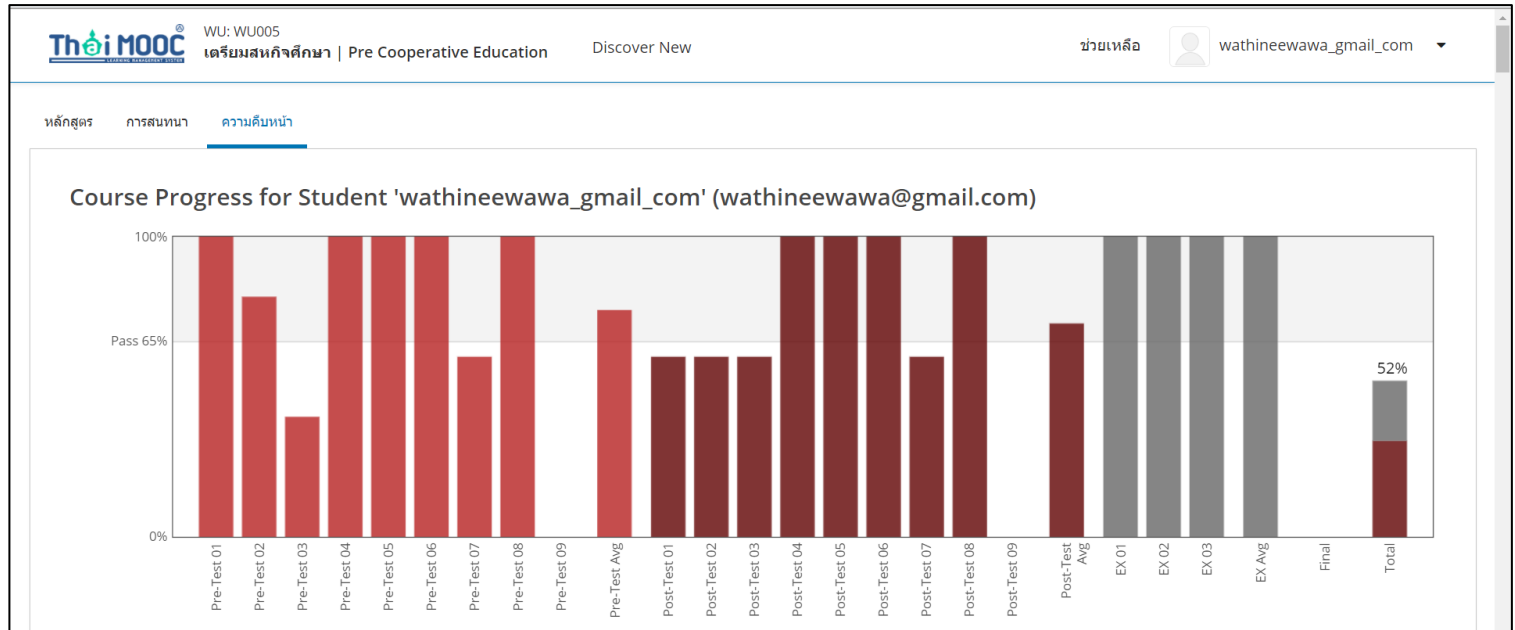 Thai MOOC ®
LEARNING MANAGEMENT SYSTEM
WU: WU005
เตรียมสหกิจศึกษา | Pre Cooperative Education
Discover New
ช่วยเหลือ
wathineewawa_gmail_com
หลักสูตร
การสนทนา
ความคืบหน้า
Course Progress for Student 'wathineewawa_gmail_com' (wathineewawa@gmail.com)
100%
Pass 65%
0%
52%
Pre-Test 01
Pre-Test 02
Pre-Test 03
Pre-Test 04
Pre-Test 05
Pre-Test 06
Pre-Test 07
Pre-Test 08
Pre-Test 09
Pre-Test Avg
Post-Test 01
Post-Test 02
Post-Test 03
Post-Test 04
Post-Test 05
Post-Test 06
Post-Test 07
Post-Test 08
Post-Test 09
Post-Test
Avg
EX 01
EX 02
EX 03
EX Avg
Final
Total